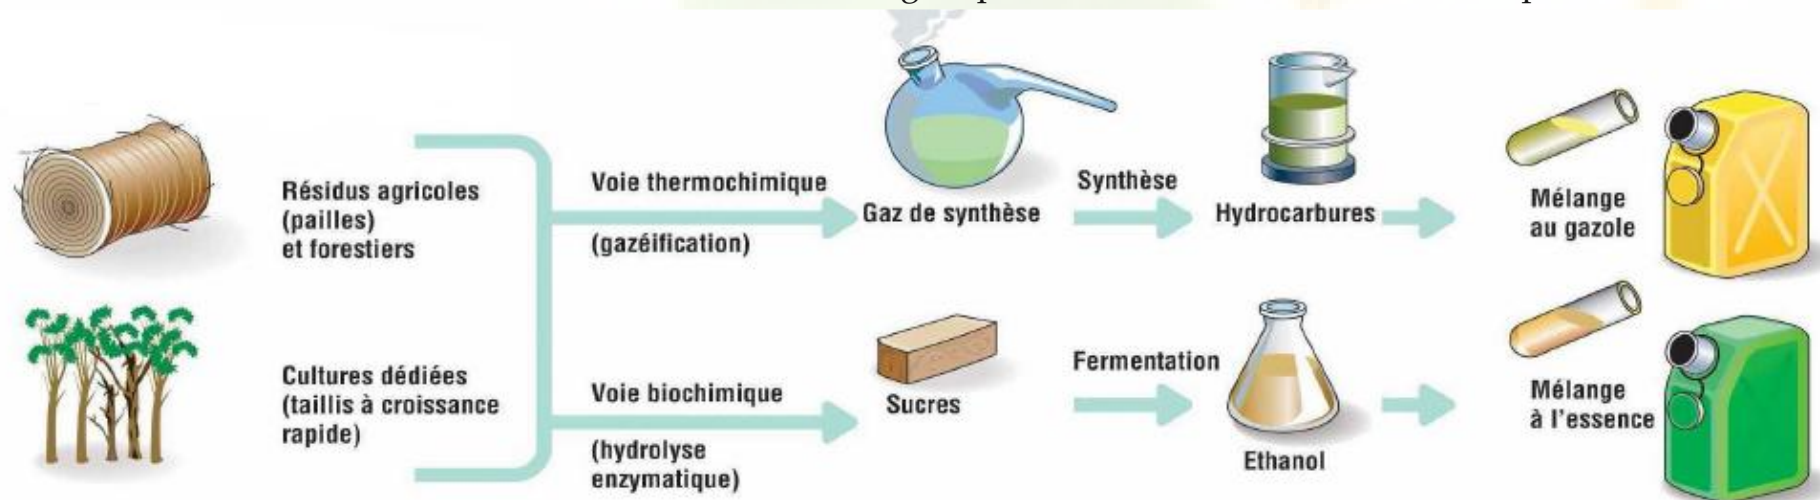 Résidus agricoles
(pailles)
et forestiers
Cultures dédiées
(taillis à croissance
rapide)
Voie thermochimique
(gazéification)
Gaz de synthèse
Synthèse
Hydrocarbures
Mélange
au gazole
Voie biochimique
(hydrolyse
enzymatique)
Sucres
Fermentation
Ethanol
Mélange
à l'essence